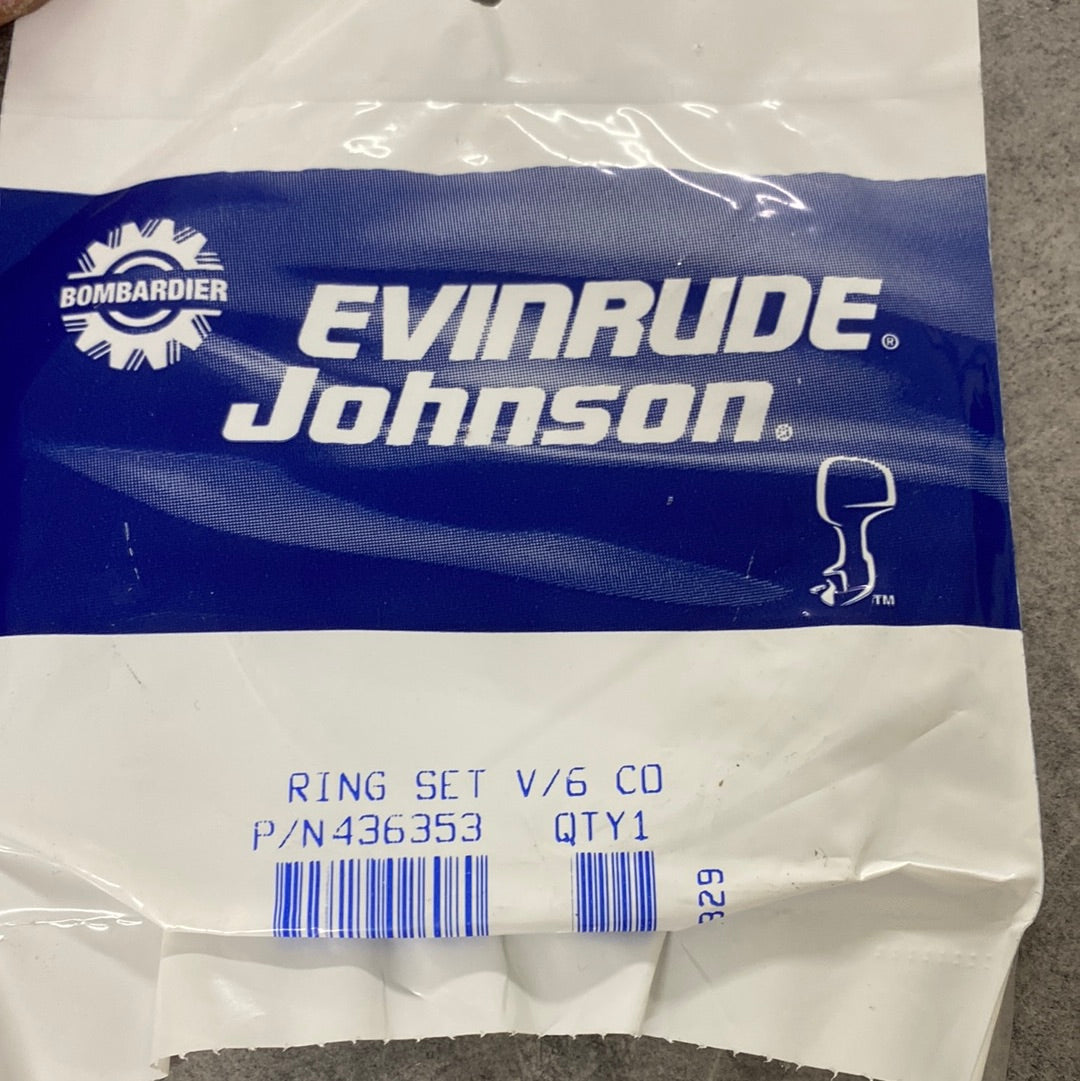 BOMBARDIER
EVINRUDE®
Johnson®
TM
RING SET V/6 CD
P/N436353 QTY1
329